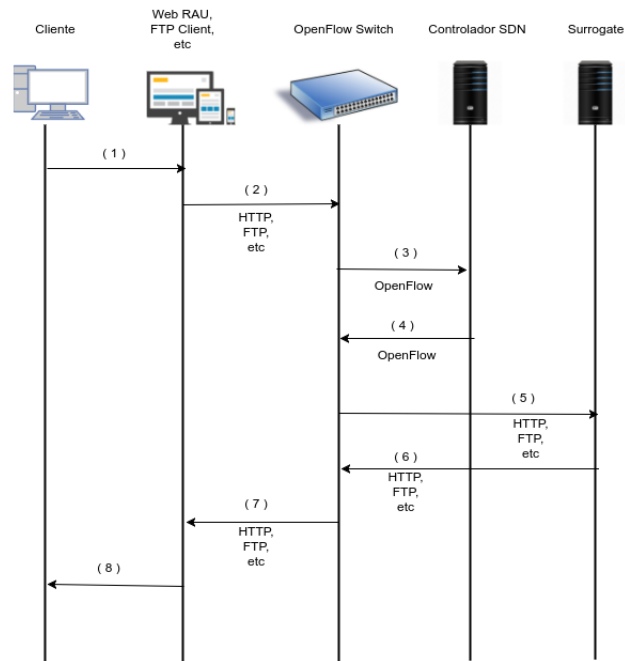 Cliente
Web RAU,
FTP Client,
etc
OpenFlow Switch
Controlador SDN
Surrogate
( 1 )
( 2 )
HTTP,
FTP,
etc
( 3 )
OpenFlow
( 4 )
OpenFlow
( 5 )
HTTP,
FTP,
etc
( 6 )
HTTP,
FTP,
etc
( 7 )
HTTP,
FTP,
etc
( 8 )